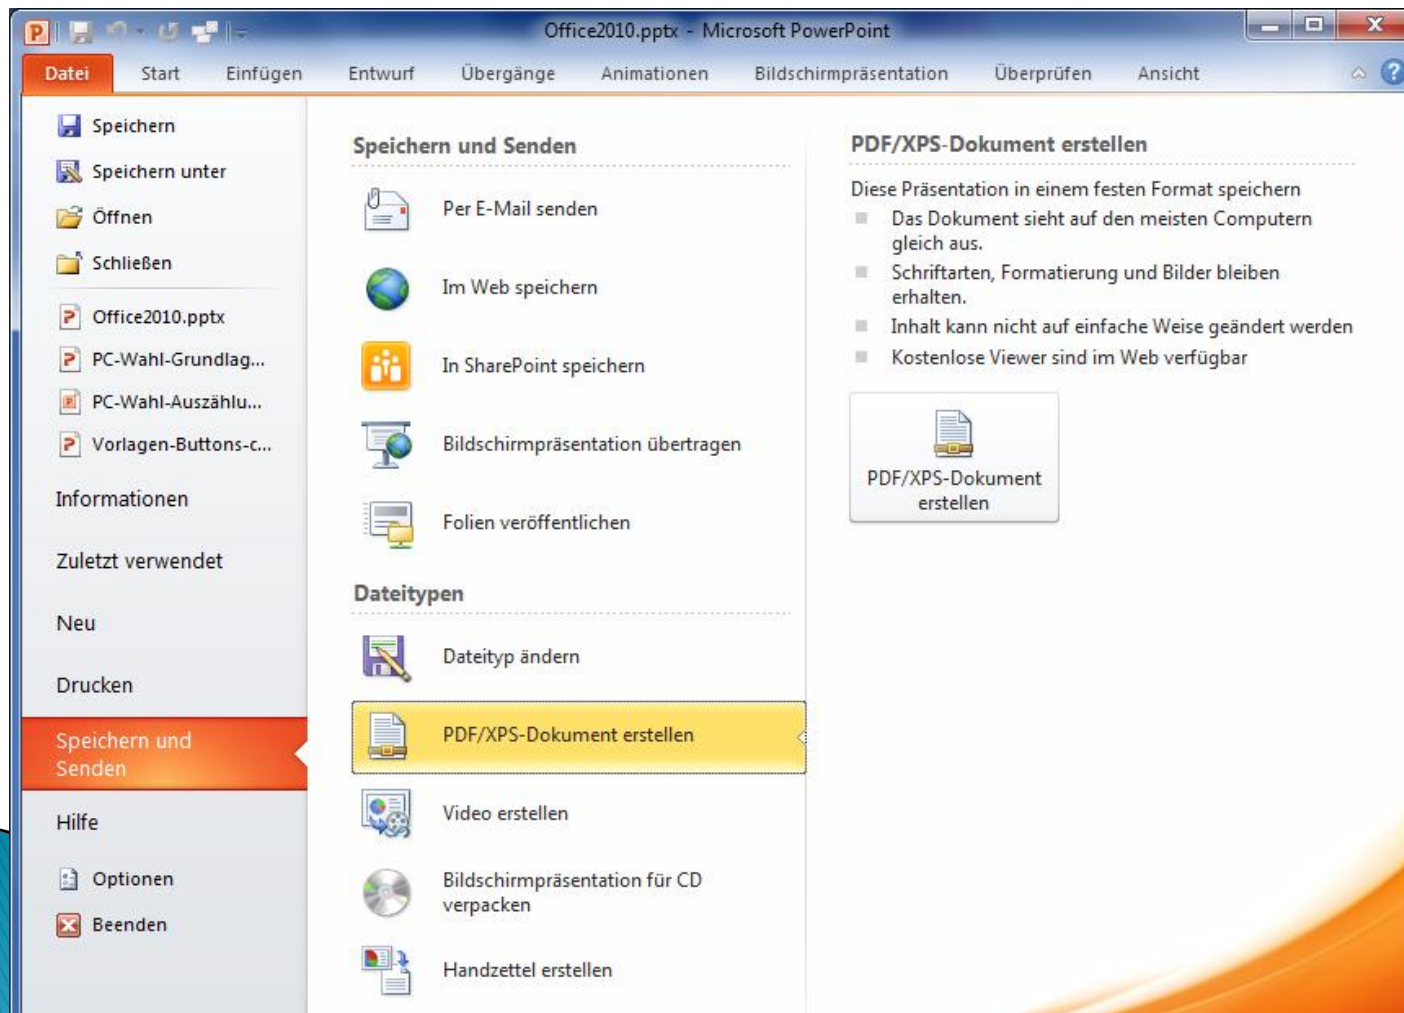 Office2010.pptx - Microsoft PowerPoint
Datei Start Einfügen Entwurf Übergänge Animationen Bildschirmpräsentation Überprüfen Ansicht
Speichern
Speichern unter
Öffnen
Schließen
Office2010.pptx
PC-Wahl-Grundlag...
PC-Wahl-Auszählu...
Vorlagen-Buttons-c...
Informationen
Zuletzt verwendet
Neu
Drucken
Speichern und
Senden
Hilfe
Optionen
Beenden
Speichern und Senden
Per E-Mail senden
Im Web speichern
In SharePoint speichern
Bildschirmpräsentation übertragen
Folien veröffentlichen
Dateitypen
Dateityp ändern
PDF/XPS-Dokument erstellen
Video erstellen
Bildschirmpräsentation für CD
verpacken
Handzettel erstellen
PDF/XPS-Dokument erstellen
Diese Präsentation in einem festen Format speichern
Das Dokument sieht auf den meisten Computern
gleich aus.
Schriftarten, Formatierung und Bilder bleiben
erhalten.
Inhalt kann nicht auf einfache Weise geändert werden
Kostenlose Viewer sind im Web verfügbar
PDF/XPS-Dokument
erstellen